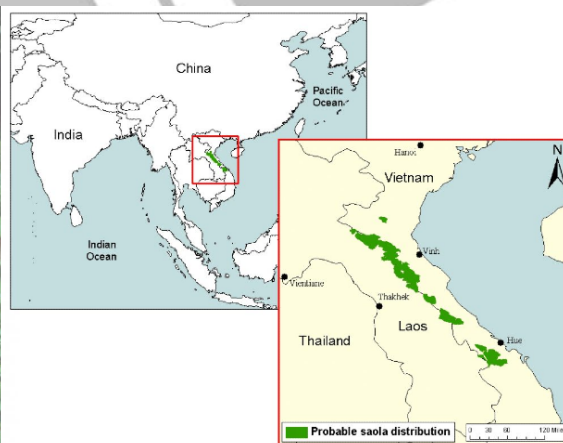 China
Pacific
Ocean
India
Indian
Ocean
N
Hanoi
Vietnam
Vinh
Vientiane
Thakhek
Laos
Hue
Thailand
Probable saola distribution
0 30 60 120 Miles